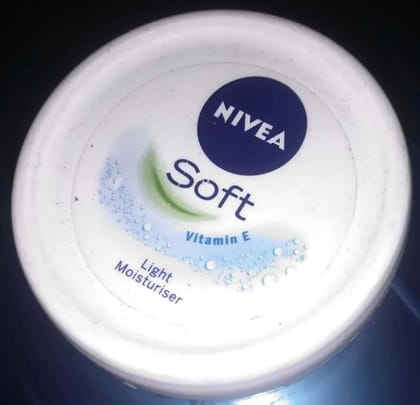 NIVEA
Soft
Vitamin E
Light
Moisturiser